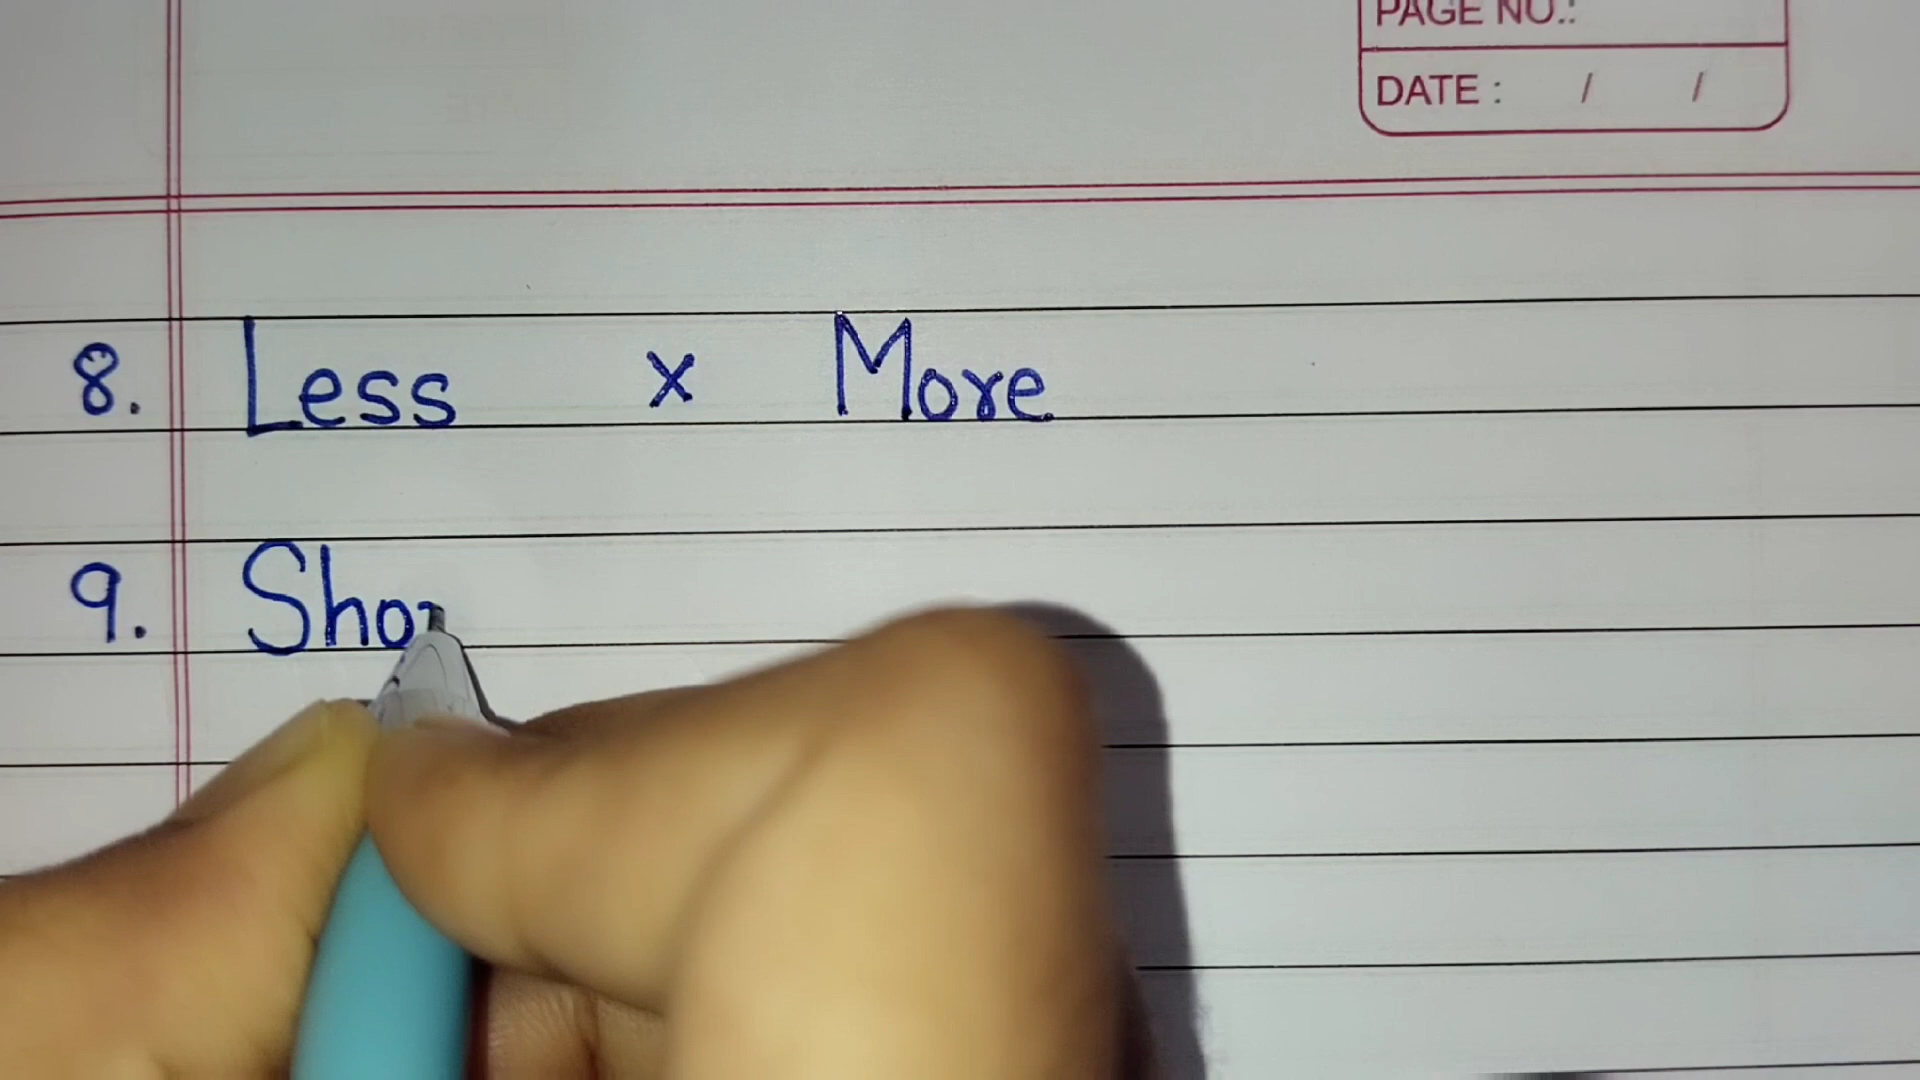 PAGE NO.:
DATE : / /
8. Less x More
9. Sho